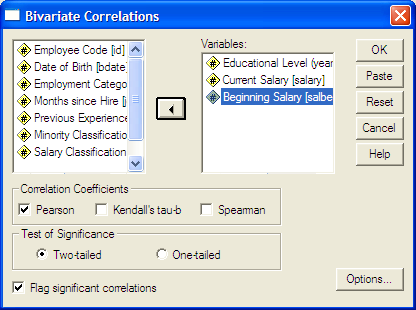 Bivariate Correlations
Employee Code [id]
Date of Birth [bdate]
Employment Catego
Months since Hire [j
Previous Experience
Minority Classification
Salary Classification
Variables:
Educational Level (year
Current Salary [salary]
Beginning Salary [salbe
OK
Paste
Reset
Cancel
Help
Correlation Coefficients
Pearson
Kendall's tau-b
Spearman
Test of Significance
Two-tailed
One-tailed
Flag significant correlations
Options...